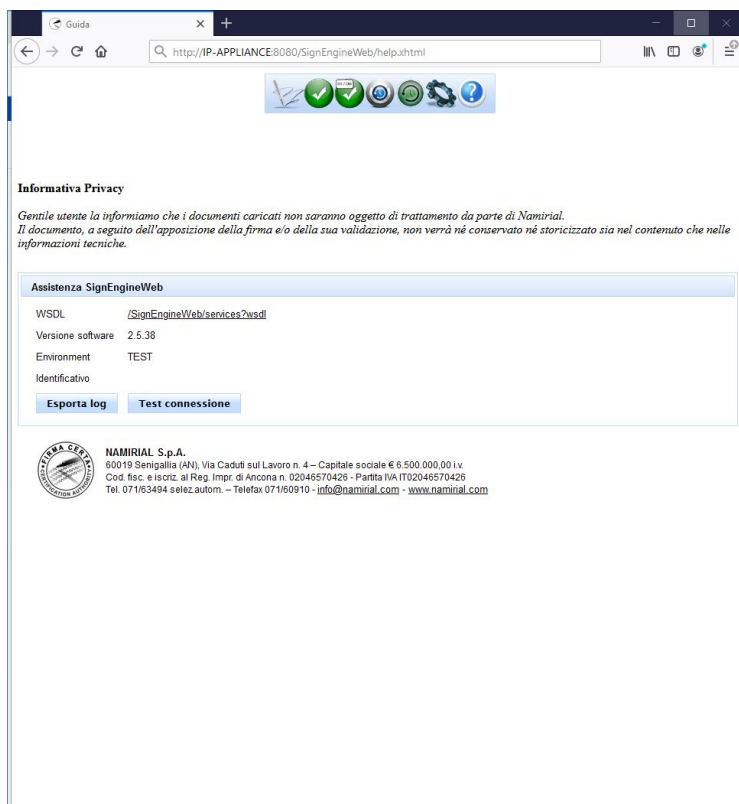 Guida
http://IP-APPLIANCE:8080/SignEngineWeb/help.xhtml
Informativa Privacy
Gentile utente la informiamo che i documenti caricati non saranno oggetto di trattamento da parte di Namirial.
Il documento, a seguito dell'apposizione della firma e/o della sua validazione, non verrà né conservato né storicizzato sia nel contenuto che nelle
informazioni tecniche.
Assistenza SignEngineWeb
WSDL /SignEngineWeb/services?wsdl
Versione software 2.5.38
Environment TEST
Identificativo
Esporta log Test connessione
FIRMA CERTA
CERTIFICATION AUTHORITY
NAMIRIAL S.p.A.
60019 Senigallia (AN), Via Caduti sul Lavoro n. 4 – Capitale sociale € 6.500.000,00 i.v.
Cod. fisc. e iscriz. al Reg. Impr. di Ancona n. 02046570426 - Partita IVA IT02046570426
Tel. 071/63494 selez.autom. – Telefax 071/60910 - info@namirial.com - www.namirial.com